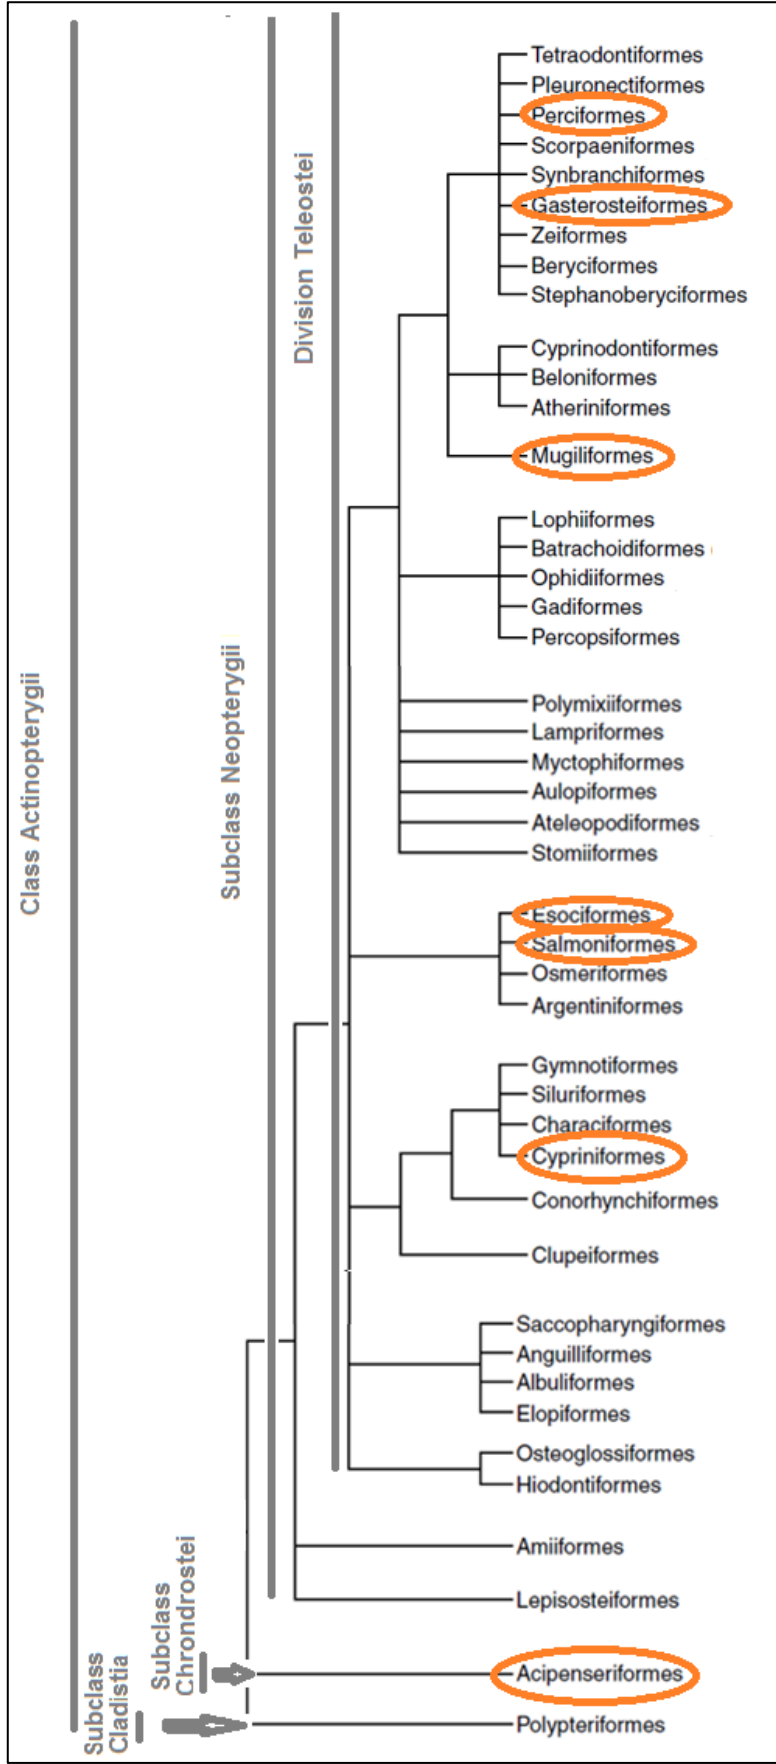 Class Actinopterygii
Subclass Neopterygii
Division Teleostei
Subclass
Chrondrostei
Subclass
Cladistia
Tetraodontiformes
Pleuronectiformes
Perciformes
Scorpaeniformes
Synbranchiformes
Gasterosteiformes
Zeiformes
Beryciformes
Stephanoberyciformes
Cyprinodontiformes
Beloniformes
Atheriniformes
Mugiliformes
Lophiiformes
Batrachoidiformes
Ophidiiformes
Gadiformes
Percopsiformes
Polymixiiformes
Lampriformes
Myctophiformes
Aulopiformes
Ateleopodiformes
Stomiiformes
Esociformes
Salmoniformes
Osmeriformes
Argentiniformes
Gymnotiformes
Siluriformes
Characiformes
Cypriniformes
Conorhynchiformes
Clupeiformes
Saccopharyngiformes
Anguilliformes
Albuliformes
Elopiformes
Osteoglossiformes
Hiodontiformes
Amiiformes
Lepisosteiformes
Acipenseriformes
Polypteriformes